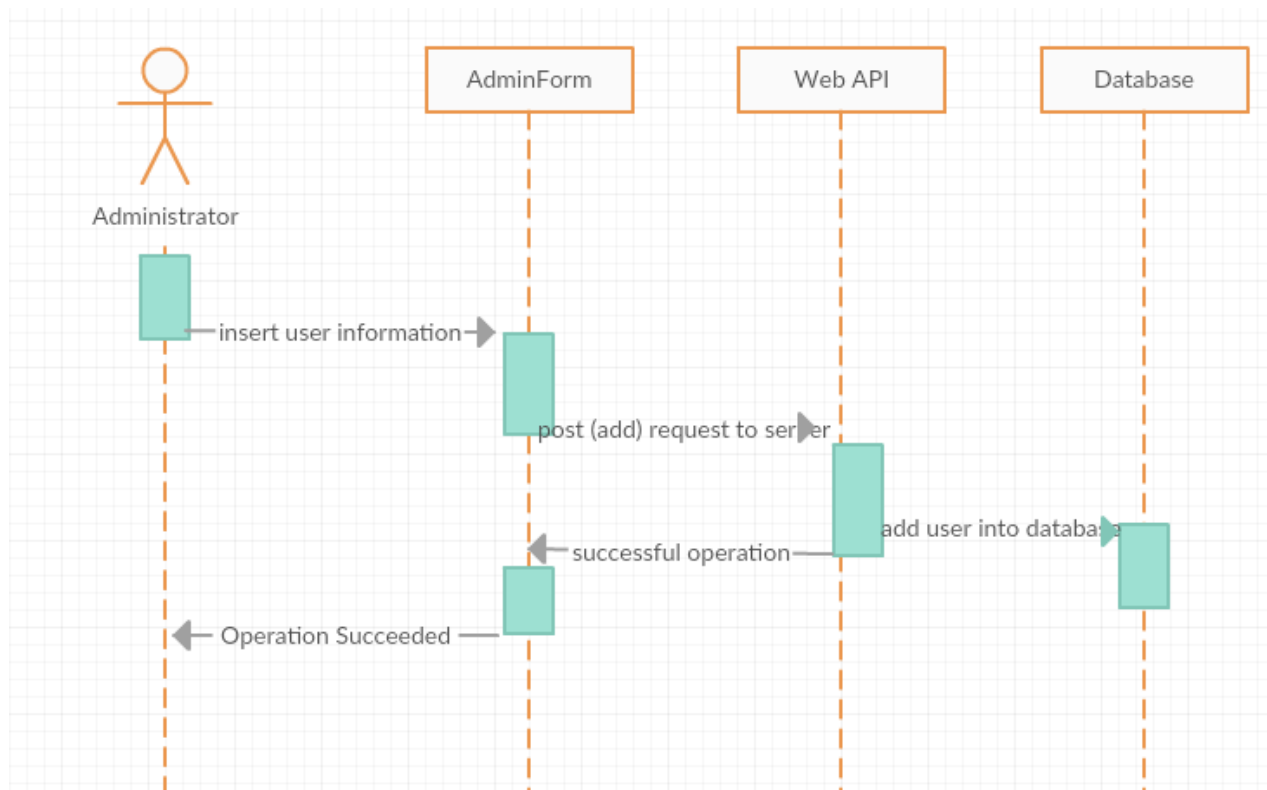 AdminForm
Web API
Database
Administrator
insert user information
post (add) request to server
add user into database
successful operation
Operation Succeeded